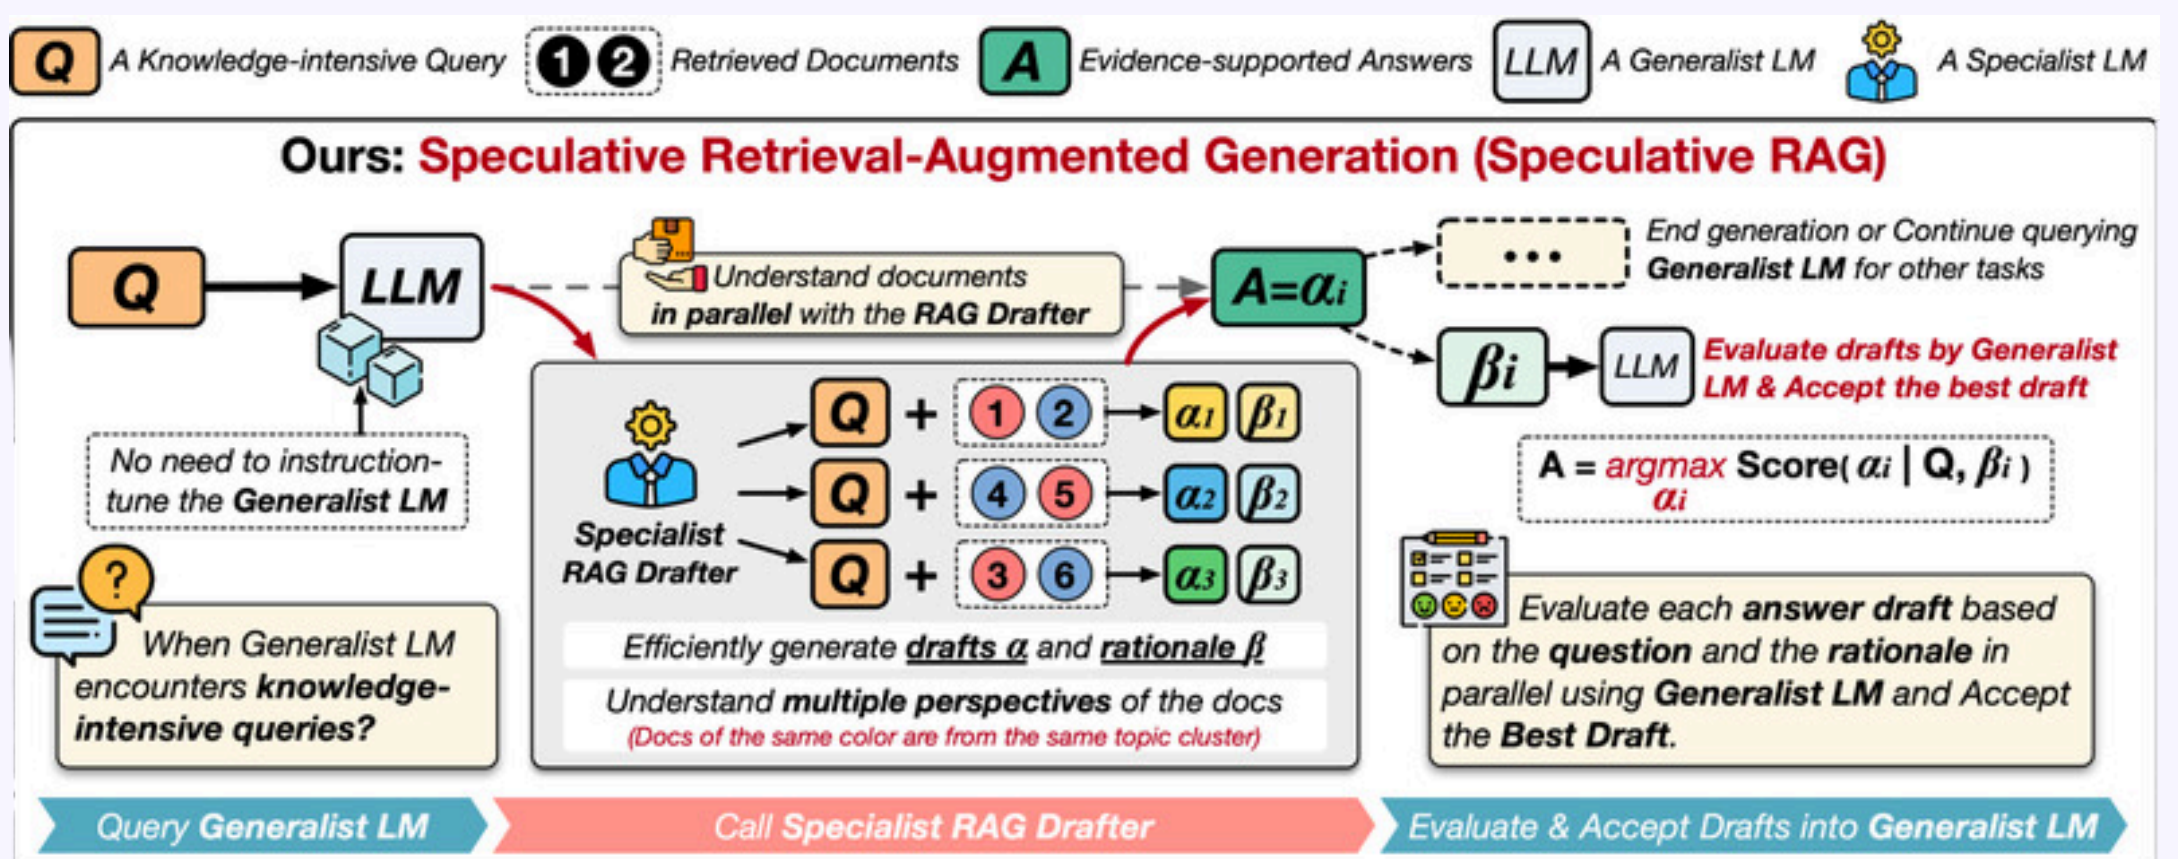 Q A Knowledge-intensive Query 1 2 Retrieved Documents A Evidence-supported Answers LLM A Generalist LM A Specialist LM
Ours: Speculative Retrieval-Augmented Generation (Speculative RAG)
Q
LLM
No need to instruction-
tune the Generalist LM
?
When Generalist LM
encounters knowledge-
intensive queries?
Understand documents
in parallel with the RAG Drafter
Specialist
RAG Drafter
Q + 1 2 α1 β1
Q + 4 5 α2 β2
Q + 3 6 α3 β3
Efficiently generate drafts α and rationale β
Understand multiple perspectives of the docs
(Docs of the same color are from the same topic cluster)
A=αi
...
End generation or Continue querying
Generalist LM for other tasks
βi
LLM
Evaluate drafts by Generalist
LM & Accept the best draft
A = argmax Score( αi | Q, βi )
αi
Evaluate each answer draft based
on the question and the rationale in
parallel using Generalist LM and Accept
the Best Draft.
Query Generalist LM
Call Specialist RAG Drafter
Evaluate & Accept Drafts into Generalist LM